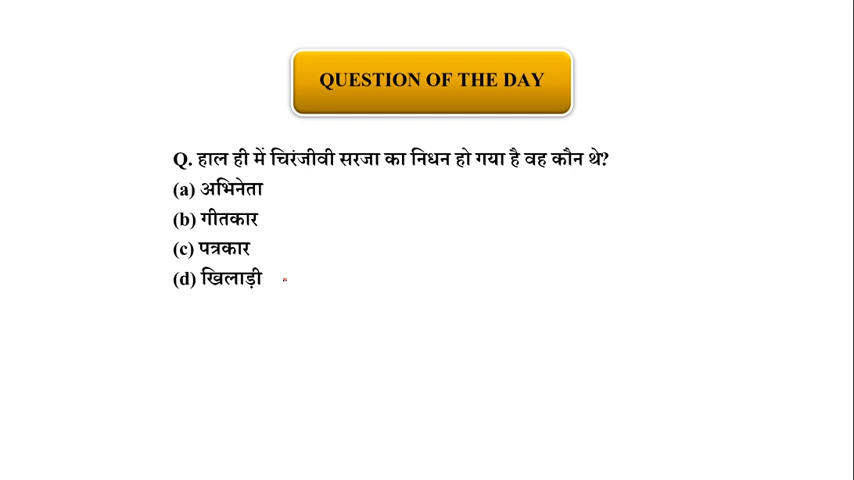 QUESTION OF THE DAY
Q. हाल ही में चिरंजीवी सरजा का निधन हो गया है वह कौन थे?
(a) अभिनेता
(b) गीतकार
(c) पत्रकार
(d) खिलाड़ी